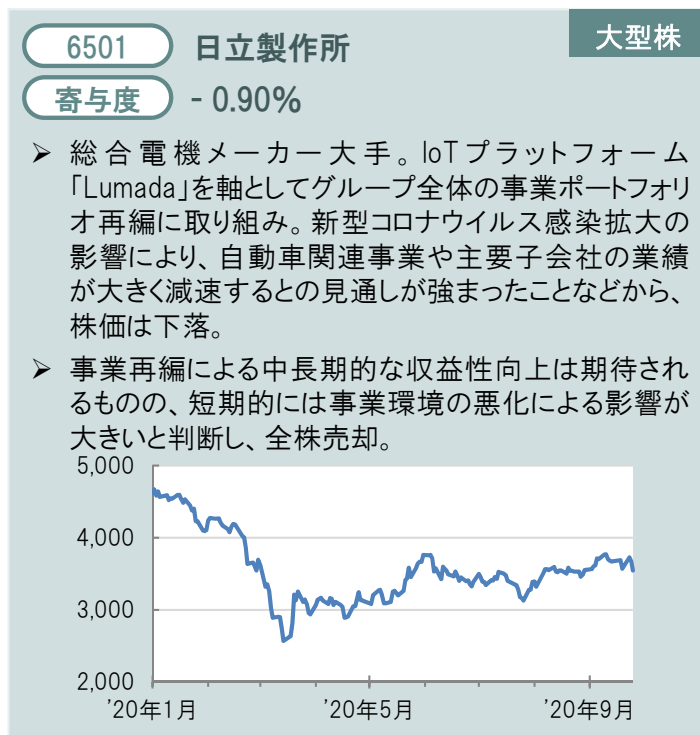 6501 日立製作所 大型株
寄与度 - 0.90%
➢ 総合電機メーカー大手。IoTプラットフォーム
「Lumada」を軸としてグループ全体の事業ポートフォリ
オ再編に取り組み。新型コロナウイルス感染拡大の
影響により、自動車関連事業や主要子会社の業績
が大きく減速するとの見通しが強まったことなどから、
株価は下落。
➢ 事業再編による中長期的な収益性向上は期待され
るものの、短期的には事業環境の悪化による影響が
大きいと判断し、全株売却。
5,000
4,000
3,000
2,000
'20年1月 '20年5月 '20年9月